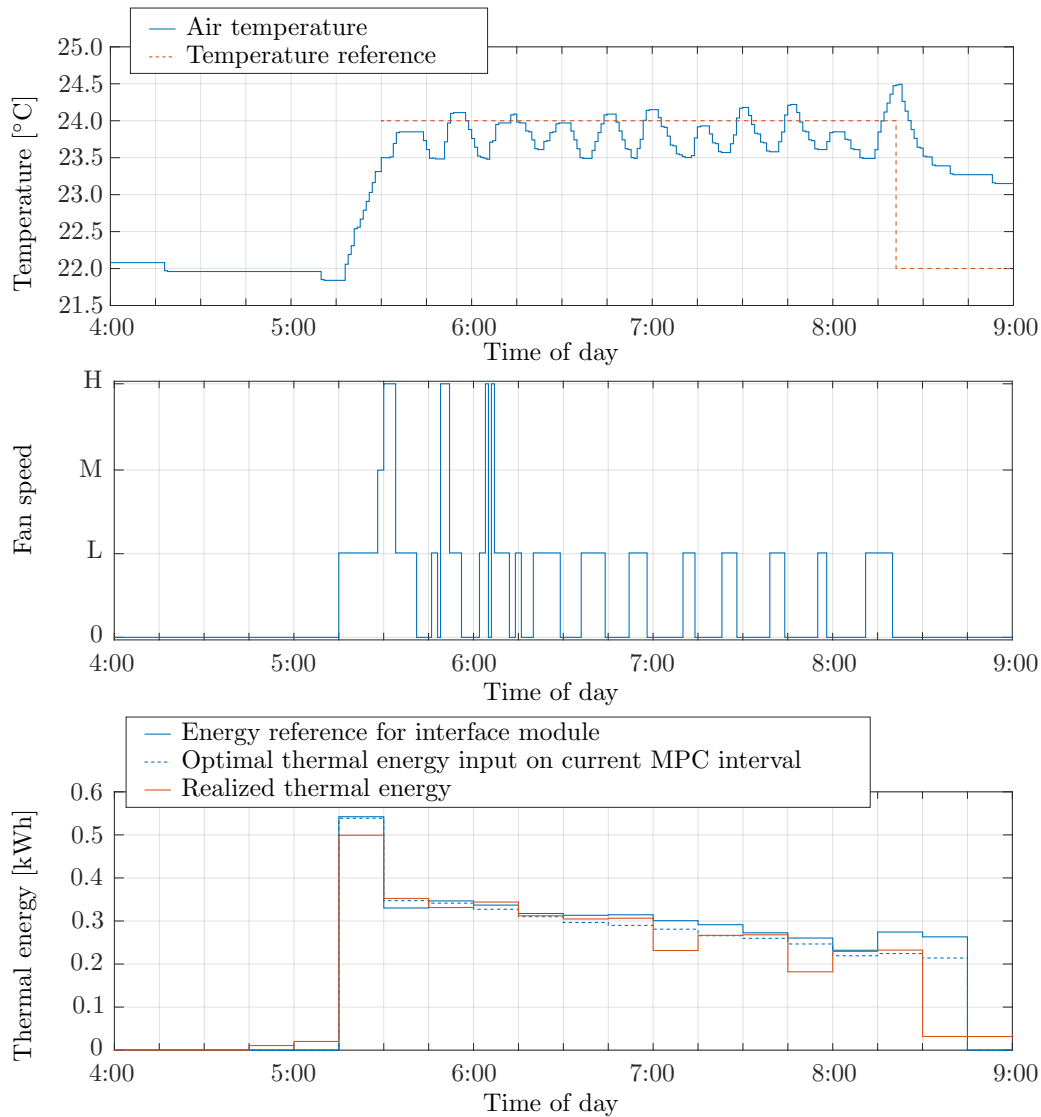 Air temperature
Temperature reference
Temperature [°C]
25.0
24.5
24.0
23.5
23.0
22.5
22.0
21.5
4:00 5:00 6:00 7:00 8:00 9:00
Time of day
Fan speed
H
M
L
0
4:00 5:00 6:00 7:00 8:00 9:00
Time of day
Energy reference for interface module
Optimal thermal energy input on current MPC interval
Realized thermal energy
Thermal energy [kWh]
0.6
0.5
0.4
0.3
0.2
0.1
0
4:00 5:00 6:00 7:00 8:00 9:00
Time of day